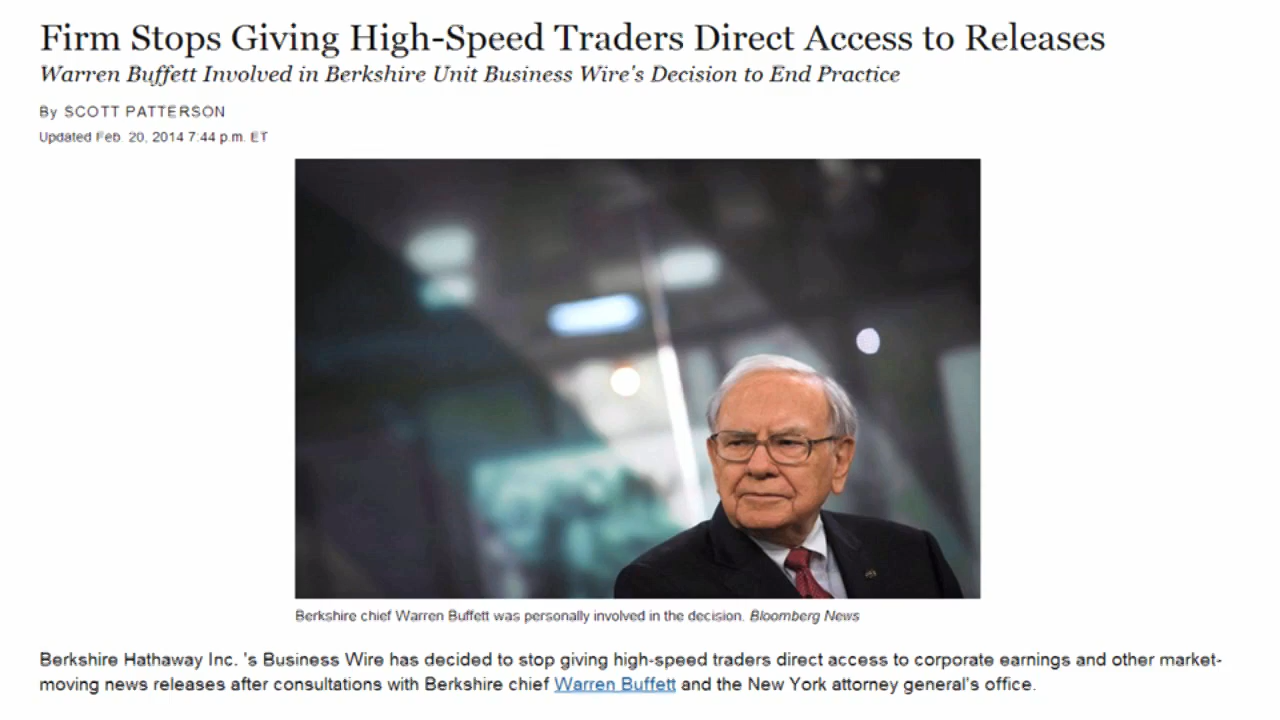 Firm Stops Giving High-Speed Traders Direct Access to Releases
Warren Buffett Involved in Berkshire Unit Business Wire's Decision to End Practice
By SCOTT PATTERSON
Updated Feb. 20, 2014 7:44 p.m. ET
Berkshire chief Warren Buffett was personally involved in the decision. Bloomberg News
Berkshire Hathaway Inc. 's Business Wire has decided to stop giving high-speed traders direct access to corporate earnings and other market-
moving news releases after consultations with Berkshire chief Warren Buffett and the New York attorney general's office.